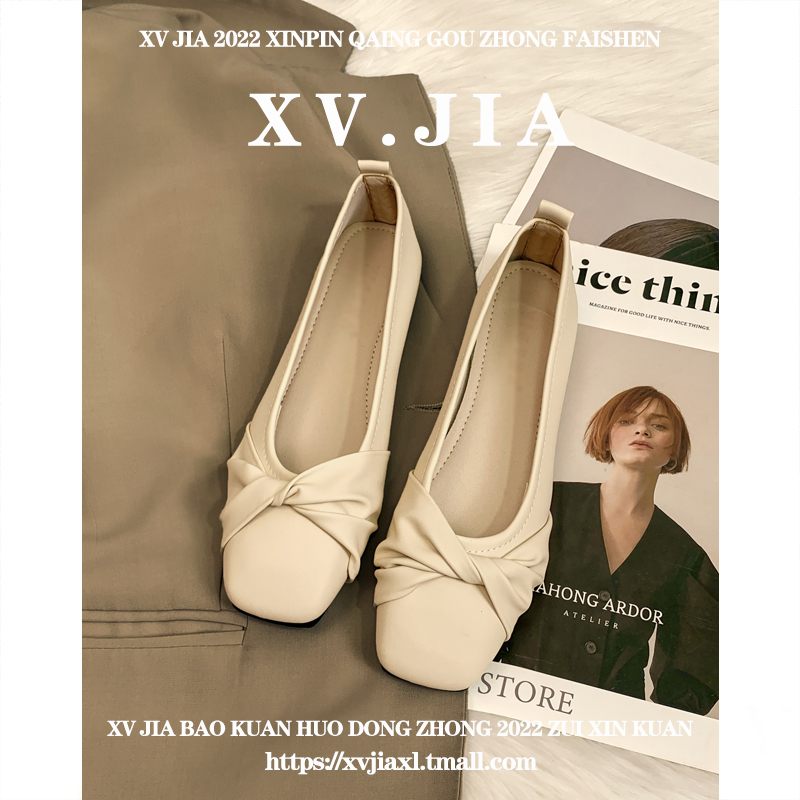 XV JIA 2022 XINPIN QAING GOU ZHONG FAISHEN
XV.JIA
nice thin
MAGAZINE FOR GOOD LIFE WITH NICE THINGS.
AHONG ARDOR
ATELIER
STORE
XV JIA BAO KUAN HUO DONG ZHONG 2022 ZUI XIN KUAN
https://xvjiaxl.tmall.com